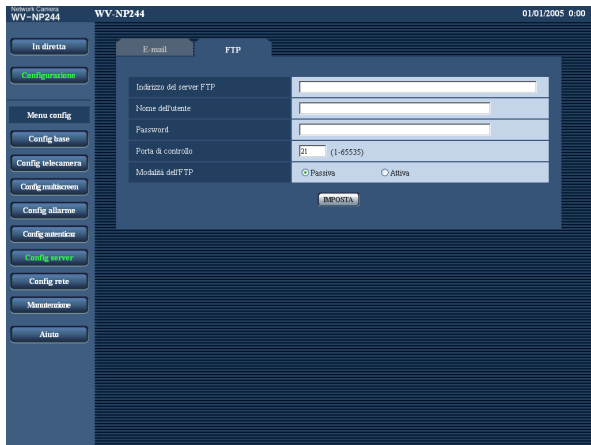 Network Camera
WV-NP244
WV-NP244
01/01/2005 0:00
In diretta
Configurazione
Menu config
Config base
Config telecamera
Config multiscreen
Config allarme
Config autenticaz
Config server
Config rete
Manutenzione
Aiuto
E-mail
FTP
Indirizzo del server FTP
Nome dell'utente
Password
Porta di controllo
21 (1-65535)
Modalità dell'FTP
Passiva
Attiva
IMPOSTA